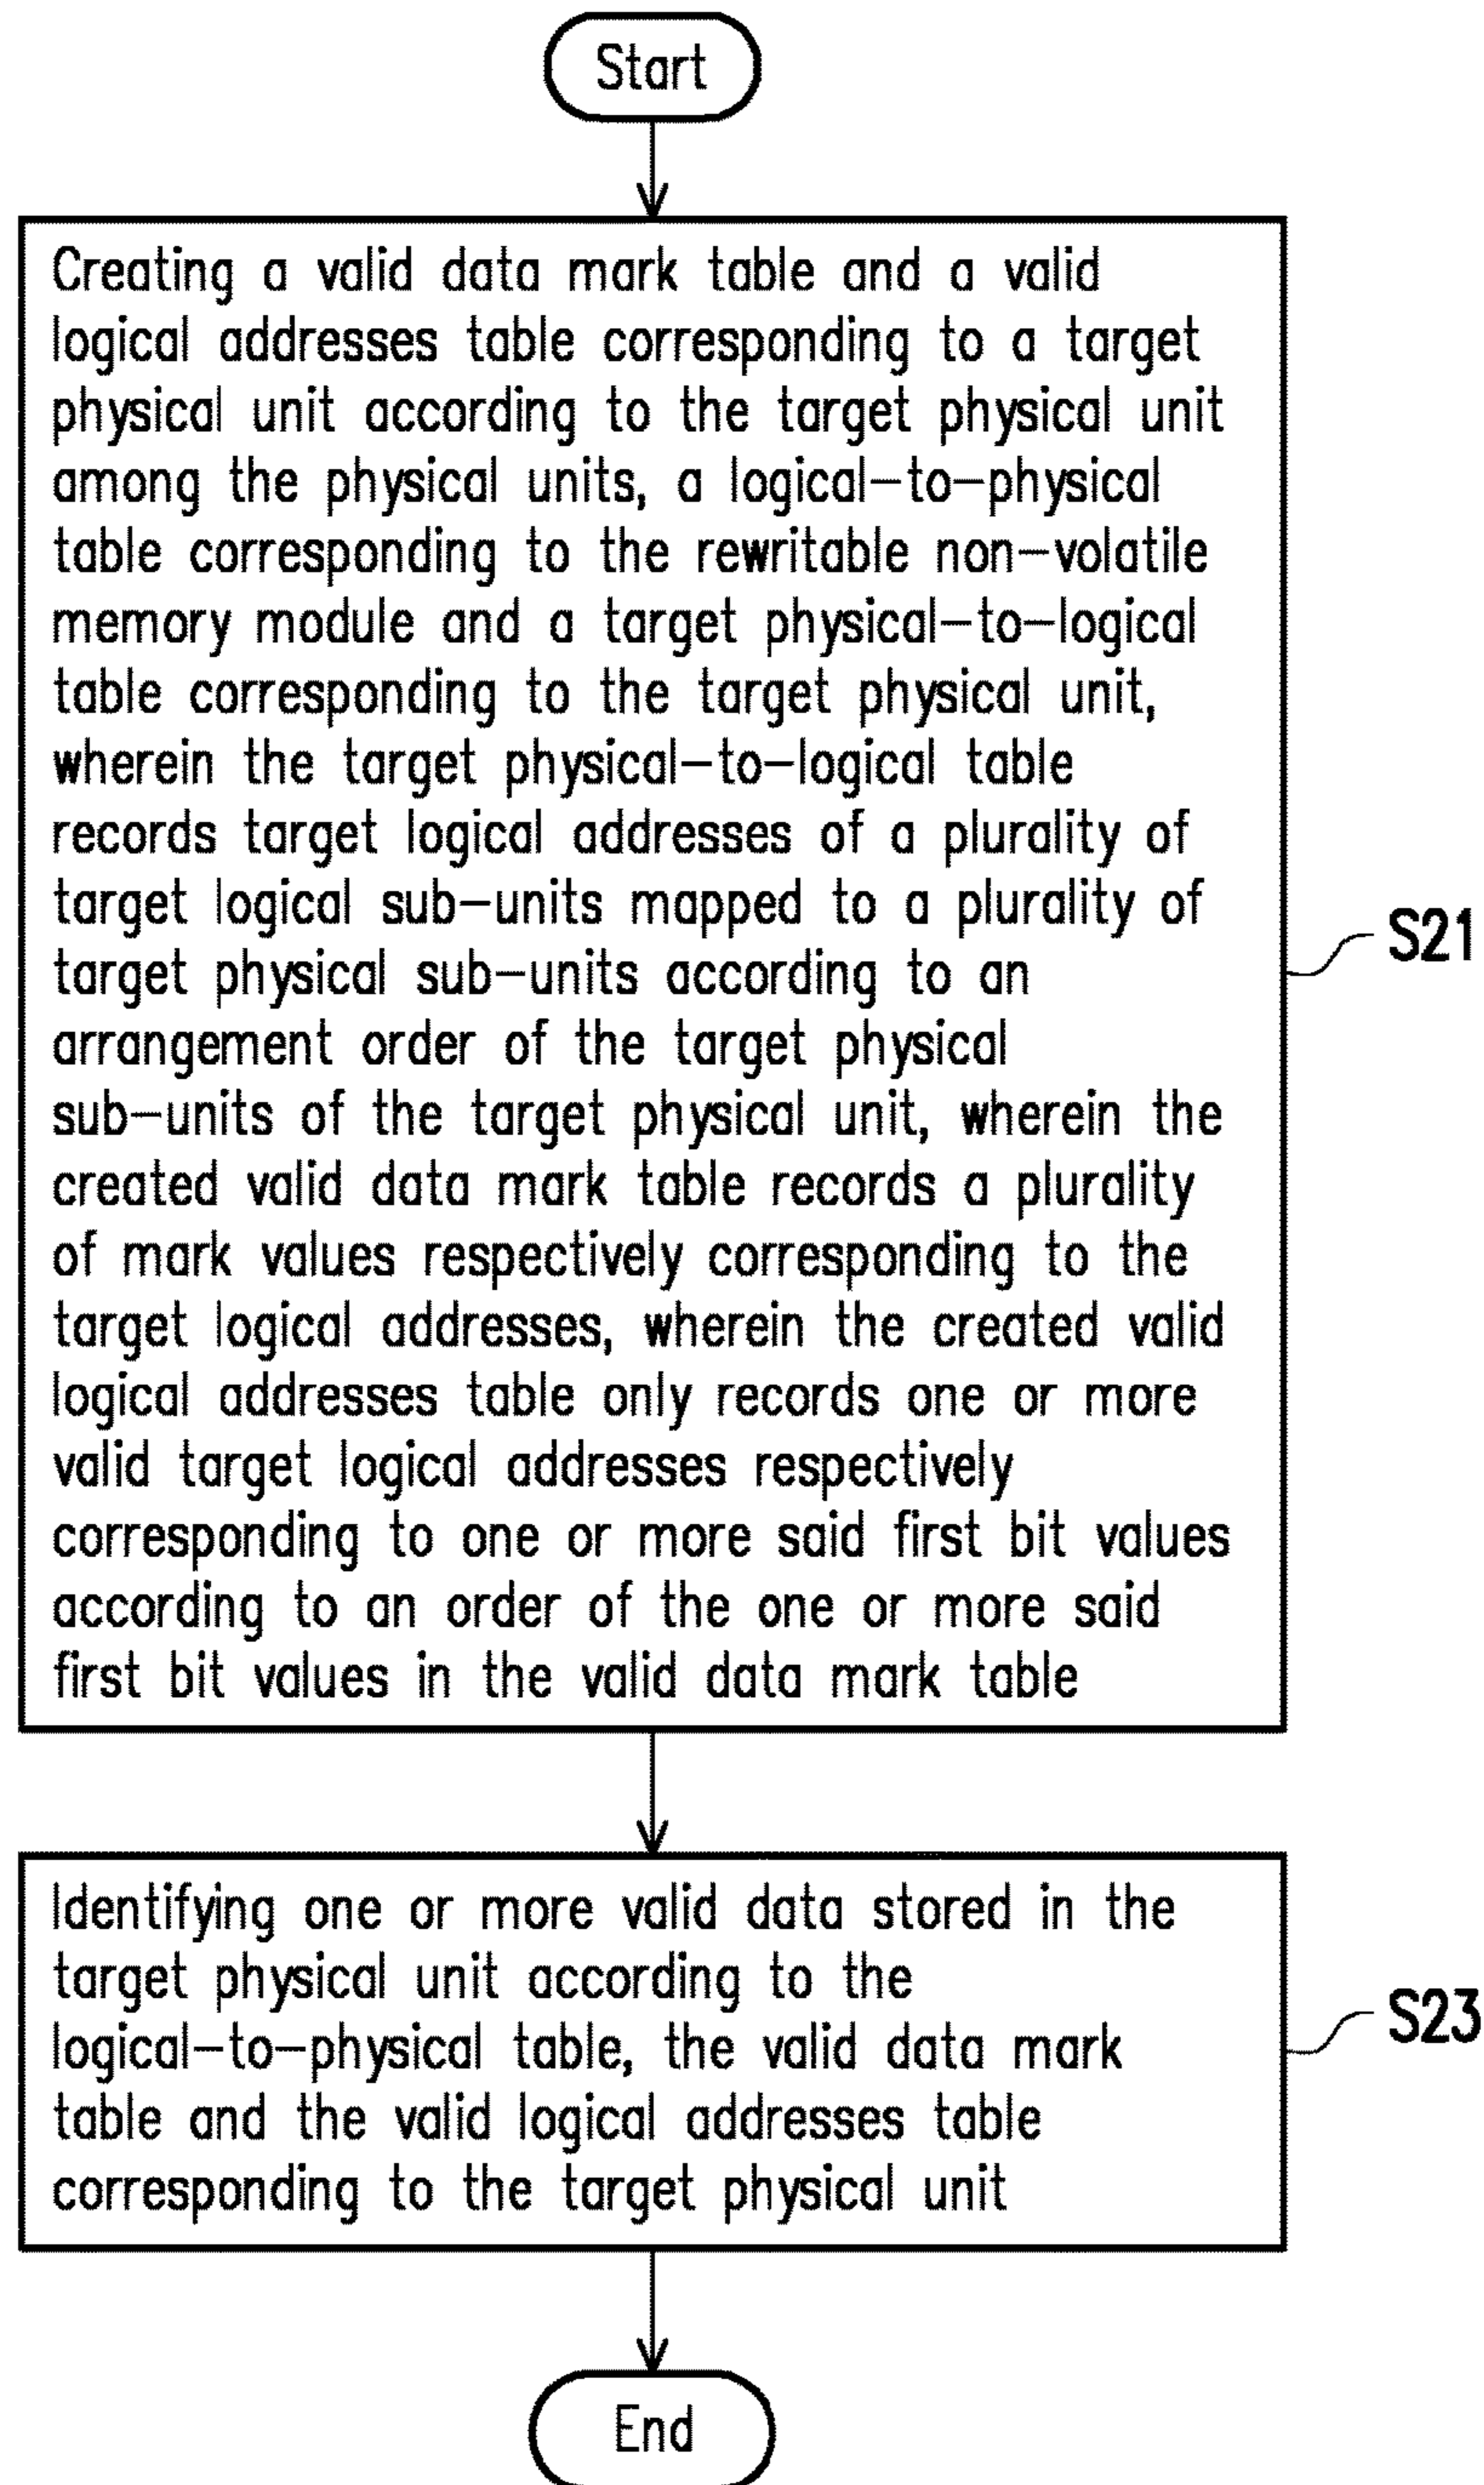 Start
Creating a valid data mark table and a valid
logical addresses table corresponding to a target
physical unit according to the target physical unit
among the physical units, a logical-to-physical
table corresponding to the rewritable non-volatile
memory module and a target physical-to-logical
table corresponding to the target physical unit,
wherein the target physical-to-logical table
records target logical addresses of a plurality of
target logical sub-units mapped to a plurality of
target physical sub-units according to an
arrangement order of the target physical
sub-units of the target physical unit, wherein the
created valid data mark table records a plurality
of mark values respectively corresponding to the
target logical addresses, wherein the created valid
logical addresses table only records one or more
valid target logical addresses respectively
corresponding to one or more said first bit values
according to an order of the one or more said
first bit values in the valid data mark table
S21
Identifying one or more valid data stored in the
target physical unit according to the
logical-to-physical table, the valid data mark
table and the valid logical addresses table
corresponding to the target physical unit
S23
End